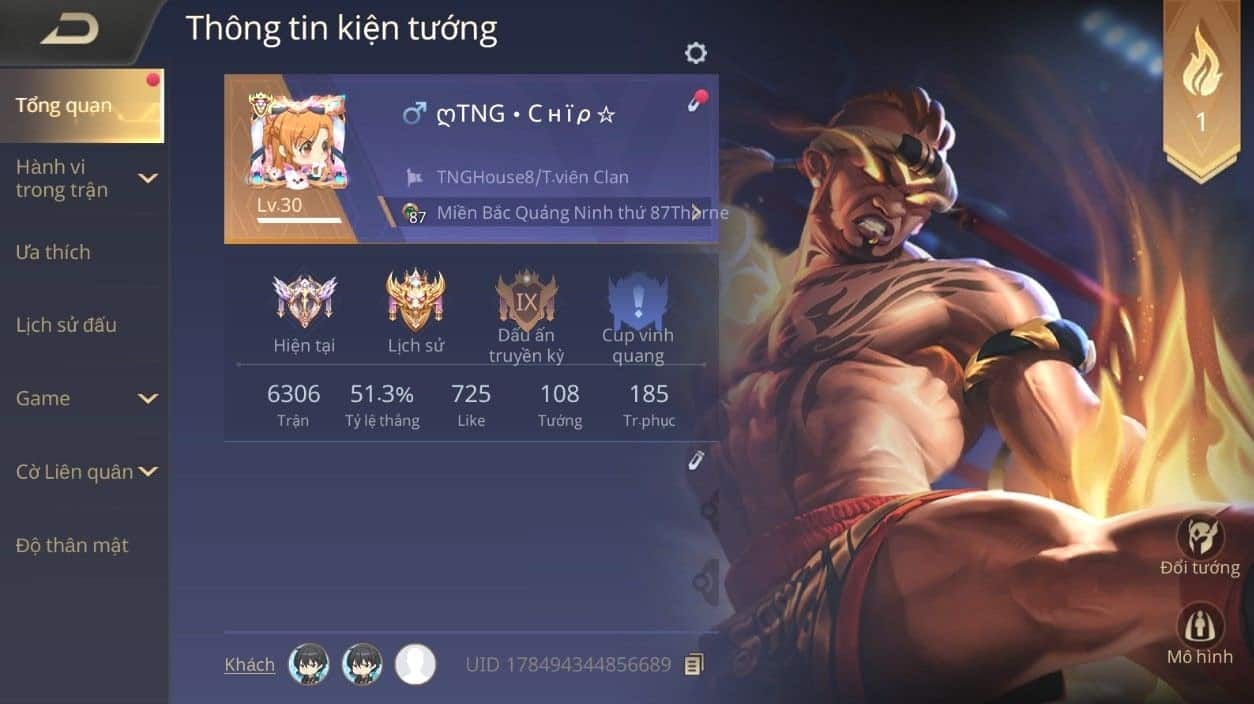 Thông tin kiện tướng
Tổng quan
Hành vi
trong trận
Ưa thích
Lịch sử đấu
Game
Cờ Liên quân
Độ thân mật
ღTNG • Cнïρ☆
TNGHouse8/T.viên Clan
87 Miền Bắc Quảng Ninh thứ 87Thorne
Lv.30
IX
Hiện tại
Lịch sử
Dấu ấn
truyền kỳ
Cup vinh
quang
6306 51.3% 725 108 185
Trận Tỷ lệ thắng Like Tướng Tr.phục
Khách
UID 178494344856689
1
Đổi tướng
Mô hình